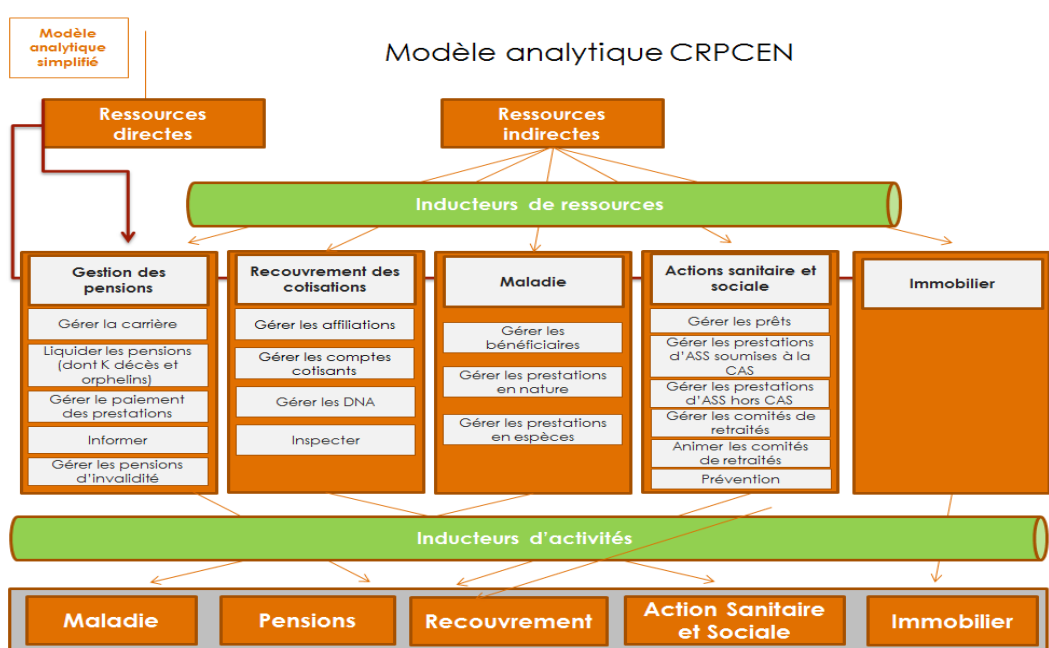 Modèle
analytique
simplifié
Modèle analytique CRPCEN
Ressources
directes
Ressources
indirectes
Inducteurs de ressources
Gestion des
pensions
Gérer la carrière
Liquider les pensions
(dont K décès et
orphelins)
Gérer le paiement
des prestations
Informer
Gérer les pensions
d'invalidité
Recouvrement des
cotisations
Gérer les affiliations
Gérer les comptes
cotisants
Gérer les DNA
Inspecter
Maladie
Gérer les
bénéficiaires
Gérer les prestations
en nature
Gérer les prestations
en espèces
Actions sanitaire et
sociale
Gérer les prêts
Gérer les prestations
d'ASS soumises à la
CAS
Gérer les prestations
d'ASS hors CAS
Gérer les comités de
retraités
Animer les comités
de retraités
Prévention
Immobilier
Inducteurs d'activités
Maladie
Pensions
Recouvrement
Action Sanitaire
et Sociale
Immobilier